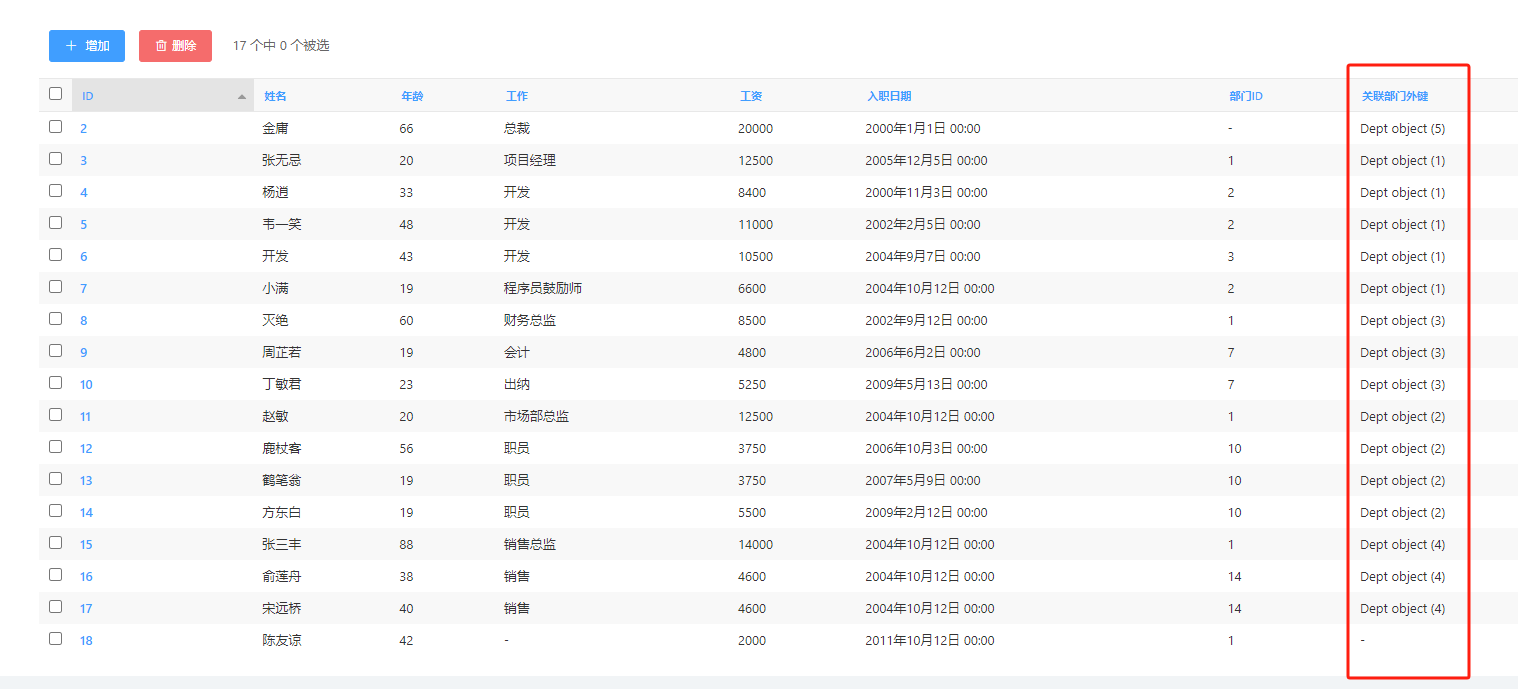 + 增加 删除 17 个中 0 个被选
ID 姓名 年龄 工作 工资 入职日期 部门ID 关联部门外键
2 金庸 66 总裁 20000 2000年1月1日 00:00 - Dept object (5)
3 张无忌 20 项目经理 12500 2005年12月5日 00:00 1 Dept object (1)
4 杨逍 33 开发 8400 2000年11月3日 00:00 2 Dept object (1)
5 韦一笑 48 开发 11000 2002年2月5日 00:00 2 Dept object (1)
6 开发 43 开发 10500 2004年9月7日 00:00 3 Dept object (1)
7 小满 19 程序员鼓励师 6600 2004年10月12日 00:00 2 Dept object (1)
8 灭绝 60 财务总监 8500 2002年9月12日 00:00 1 Dept object (3)
9 周芷若 19 会计 4800 2006年6月2日 00:00 7 Dept object (3)
10 丁敏君 23 出纳 5250 2009年5月13日 00:00 7 Dept object (3)
11 赵敏 20 市场部总监 12500 2004年10月12日 00:00 1 Dept object (2)
12 鹿杖客 56 职员 3750 2006年10月3日 00:00 10 Dept object (2)
13 鹤笔翁 19 职员 3750 2007年5月9日 00:00 10 Dept object (2)
14 方东白 19 职员 5500 2009年2月12日 00:00 10 Dept object (2)
15 张三丰 88 销售总监 14000 2004年10月12日 00:00 1 Dept object (4)
16 俞莲舟 38 销售 4600 2004年10月12日 00:00 14 Dept object (4)
17 宋远桥 40 销售 4600 2004年10月12日 00:00 14 Dept object (4)
18 陈友谅 42 - 2000 2011年10月12日 00:00 1 -